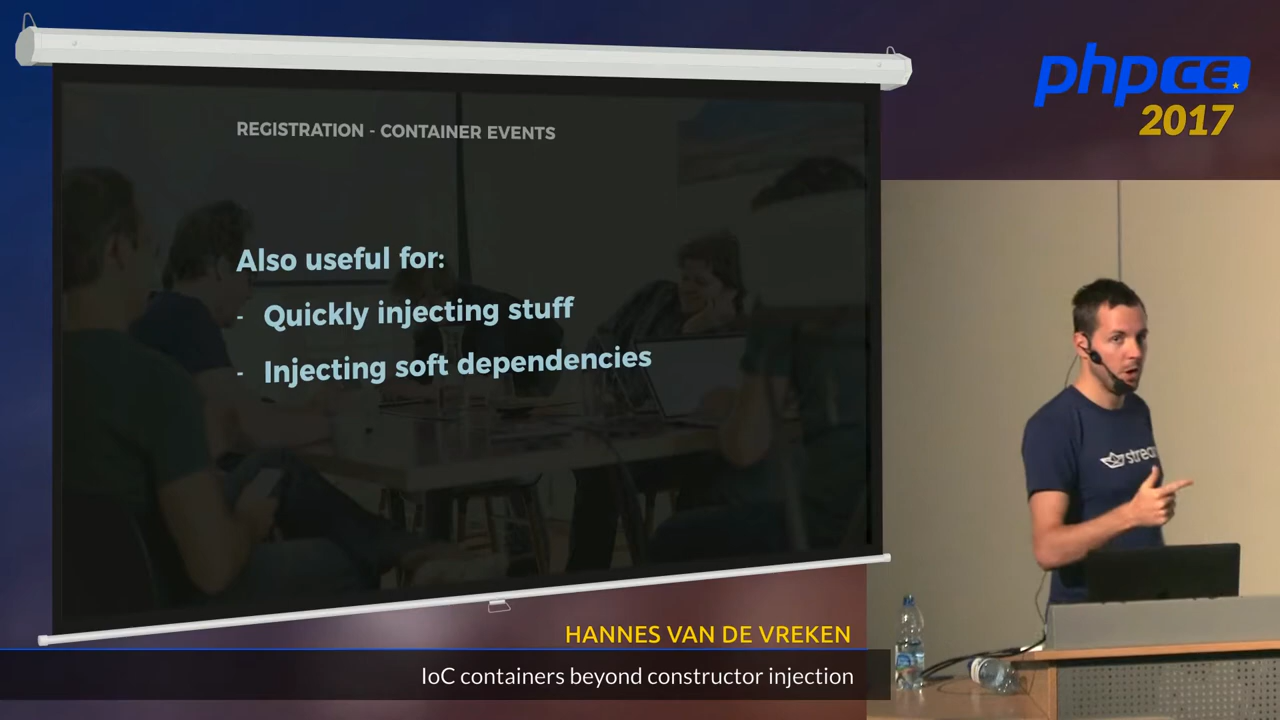 REGISTRATION - CONTAINER EVENTS
Also useful for:
- Quickly injecting stuff
- Injecting soft dependencies
phpCE
2017
stream
HANNES VAN DE VREKEN
IoC containers beyond constructor injection